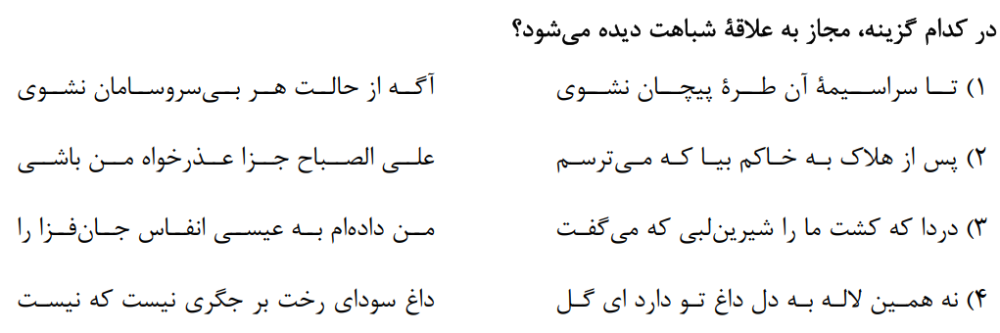 در کدام گزینه، مجاز به علاقهٔ شباهت دیده می‌شود؟
۱) تا سراسیمهٔ آن طرهٔ پیچان نشوی آگه از حالت هر بی‌سروسامان نشوی
۲) پس از هلاک به خاکم بیا که می‌ترسم علی الصباح جزا عذرخواه من باشی
۳) دردا که کشت ما را شیرین‌لبی که می‌گفت من داده‌ام به عیسی انفاس جان‌فزا را
۴) نه همین لاله به دل داغ تو دارد ای گل داغ سودای رخت بر جگری نیست که نیست